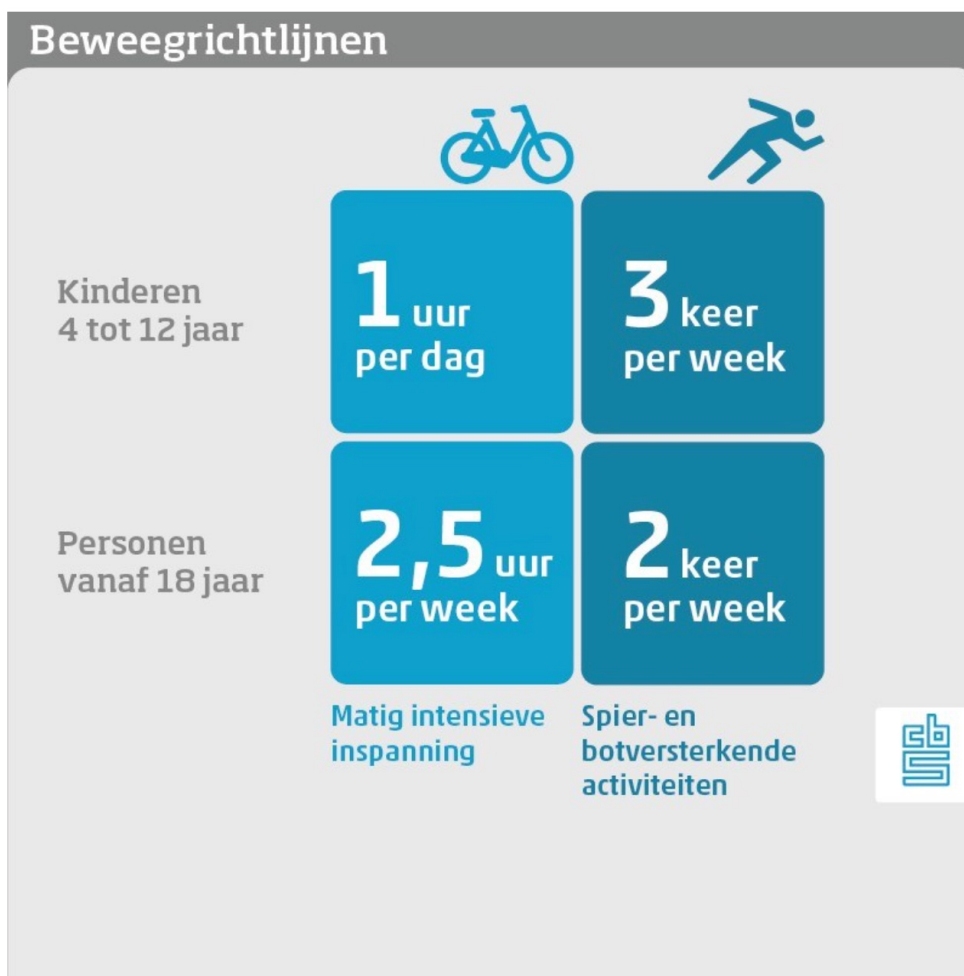 Beweegrichtlijnen
Kinderen
4 tot 12 jaar
1 uur
per dag
3 keer
per week
Personen
vanaf 18 jaar
2,5 uur
per week
2 keer
per week
Matig intensieve
inspanning
Spier- en
botversterkende
activiteiten
cbs